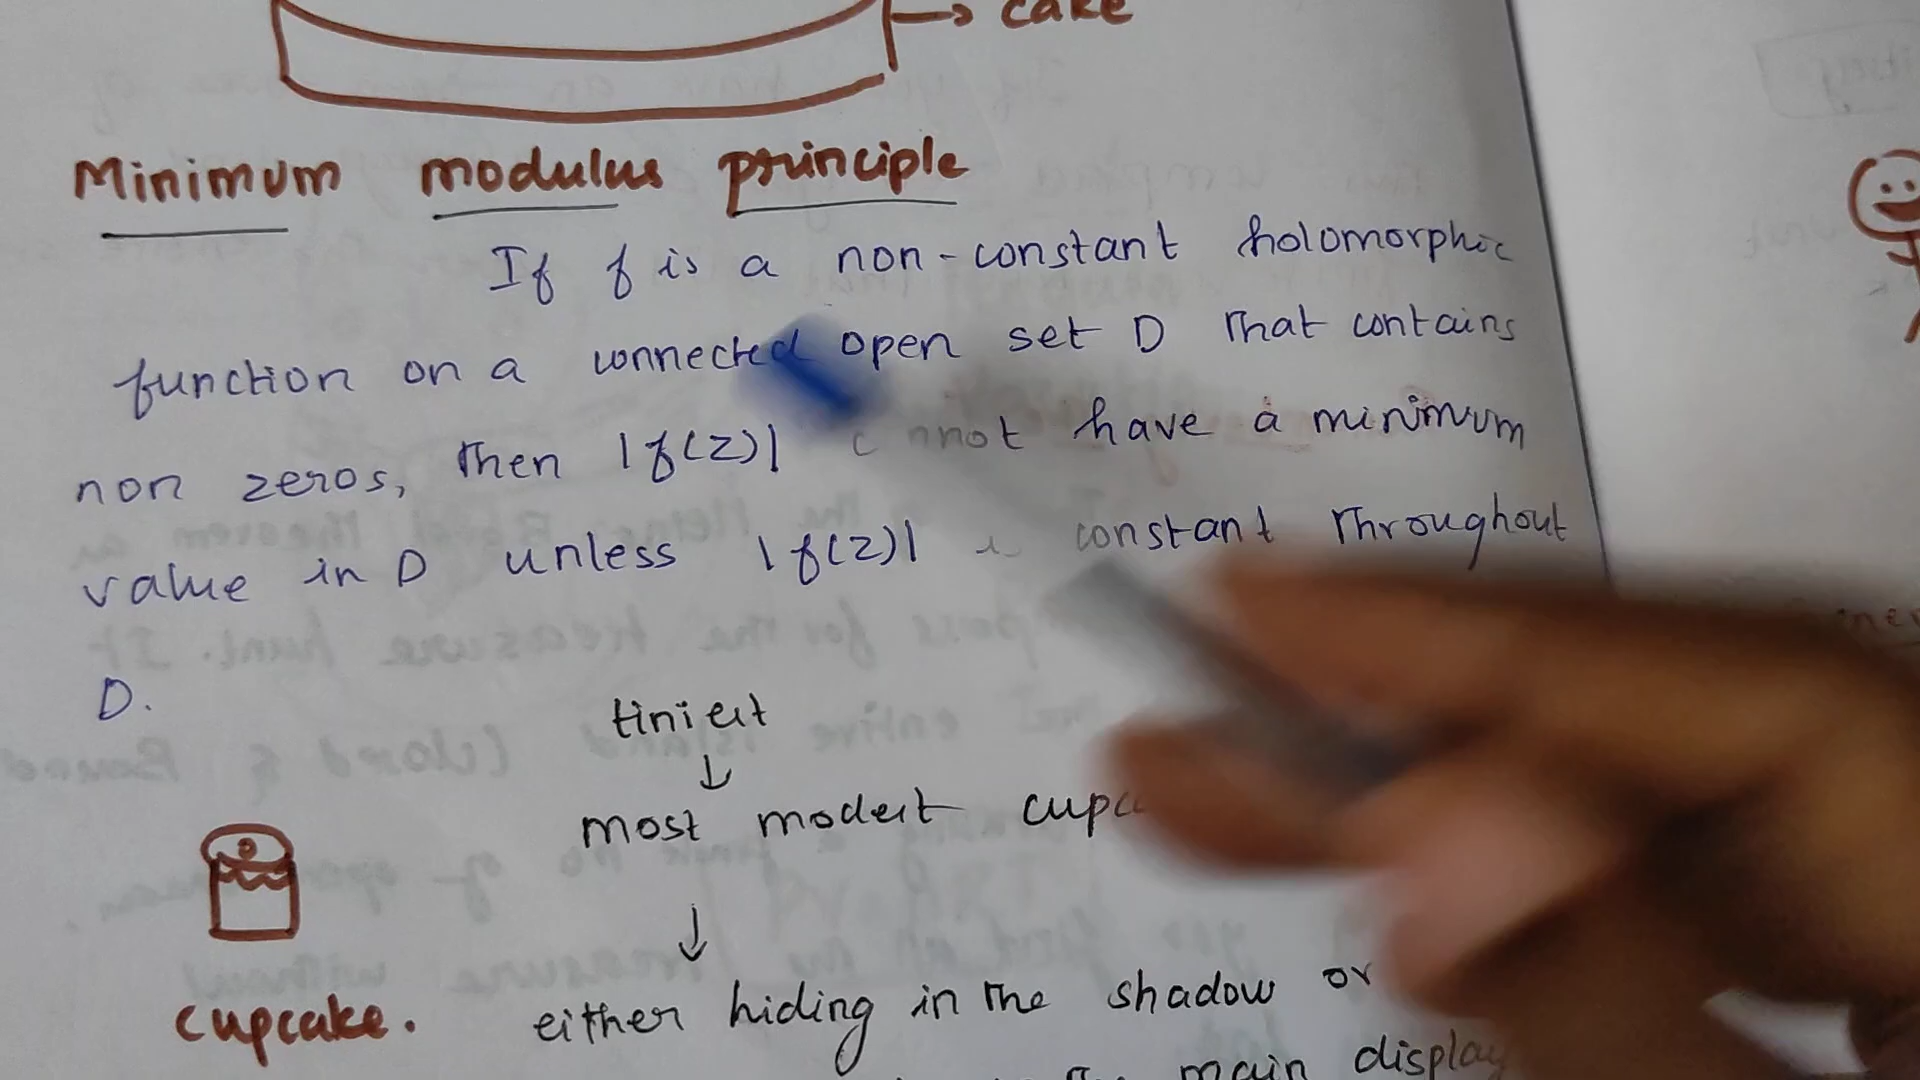 cake
Minimum modulus principle
If f is a non-constant holomorphic
function on a connected open set D That contains
non zeros, Then |f(z)| have a minimum
value in D unless |f(z)| constant Throughout
D.
tiniest
↓
most modest
↓
cupcake.
either hiding in The shadow or
main display